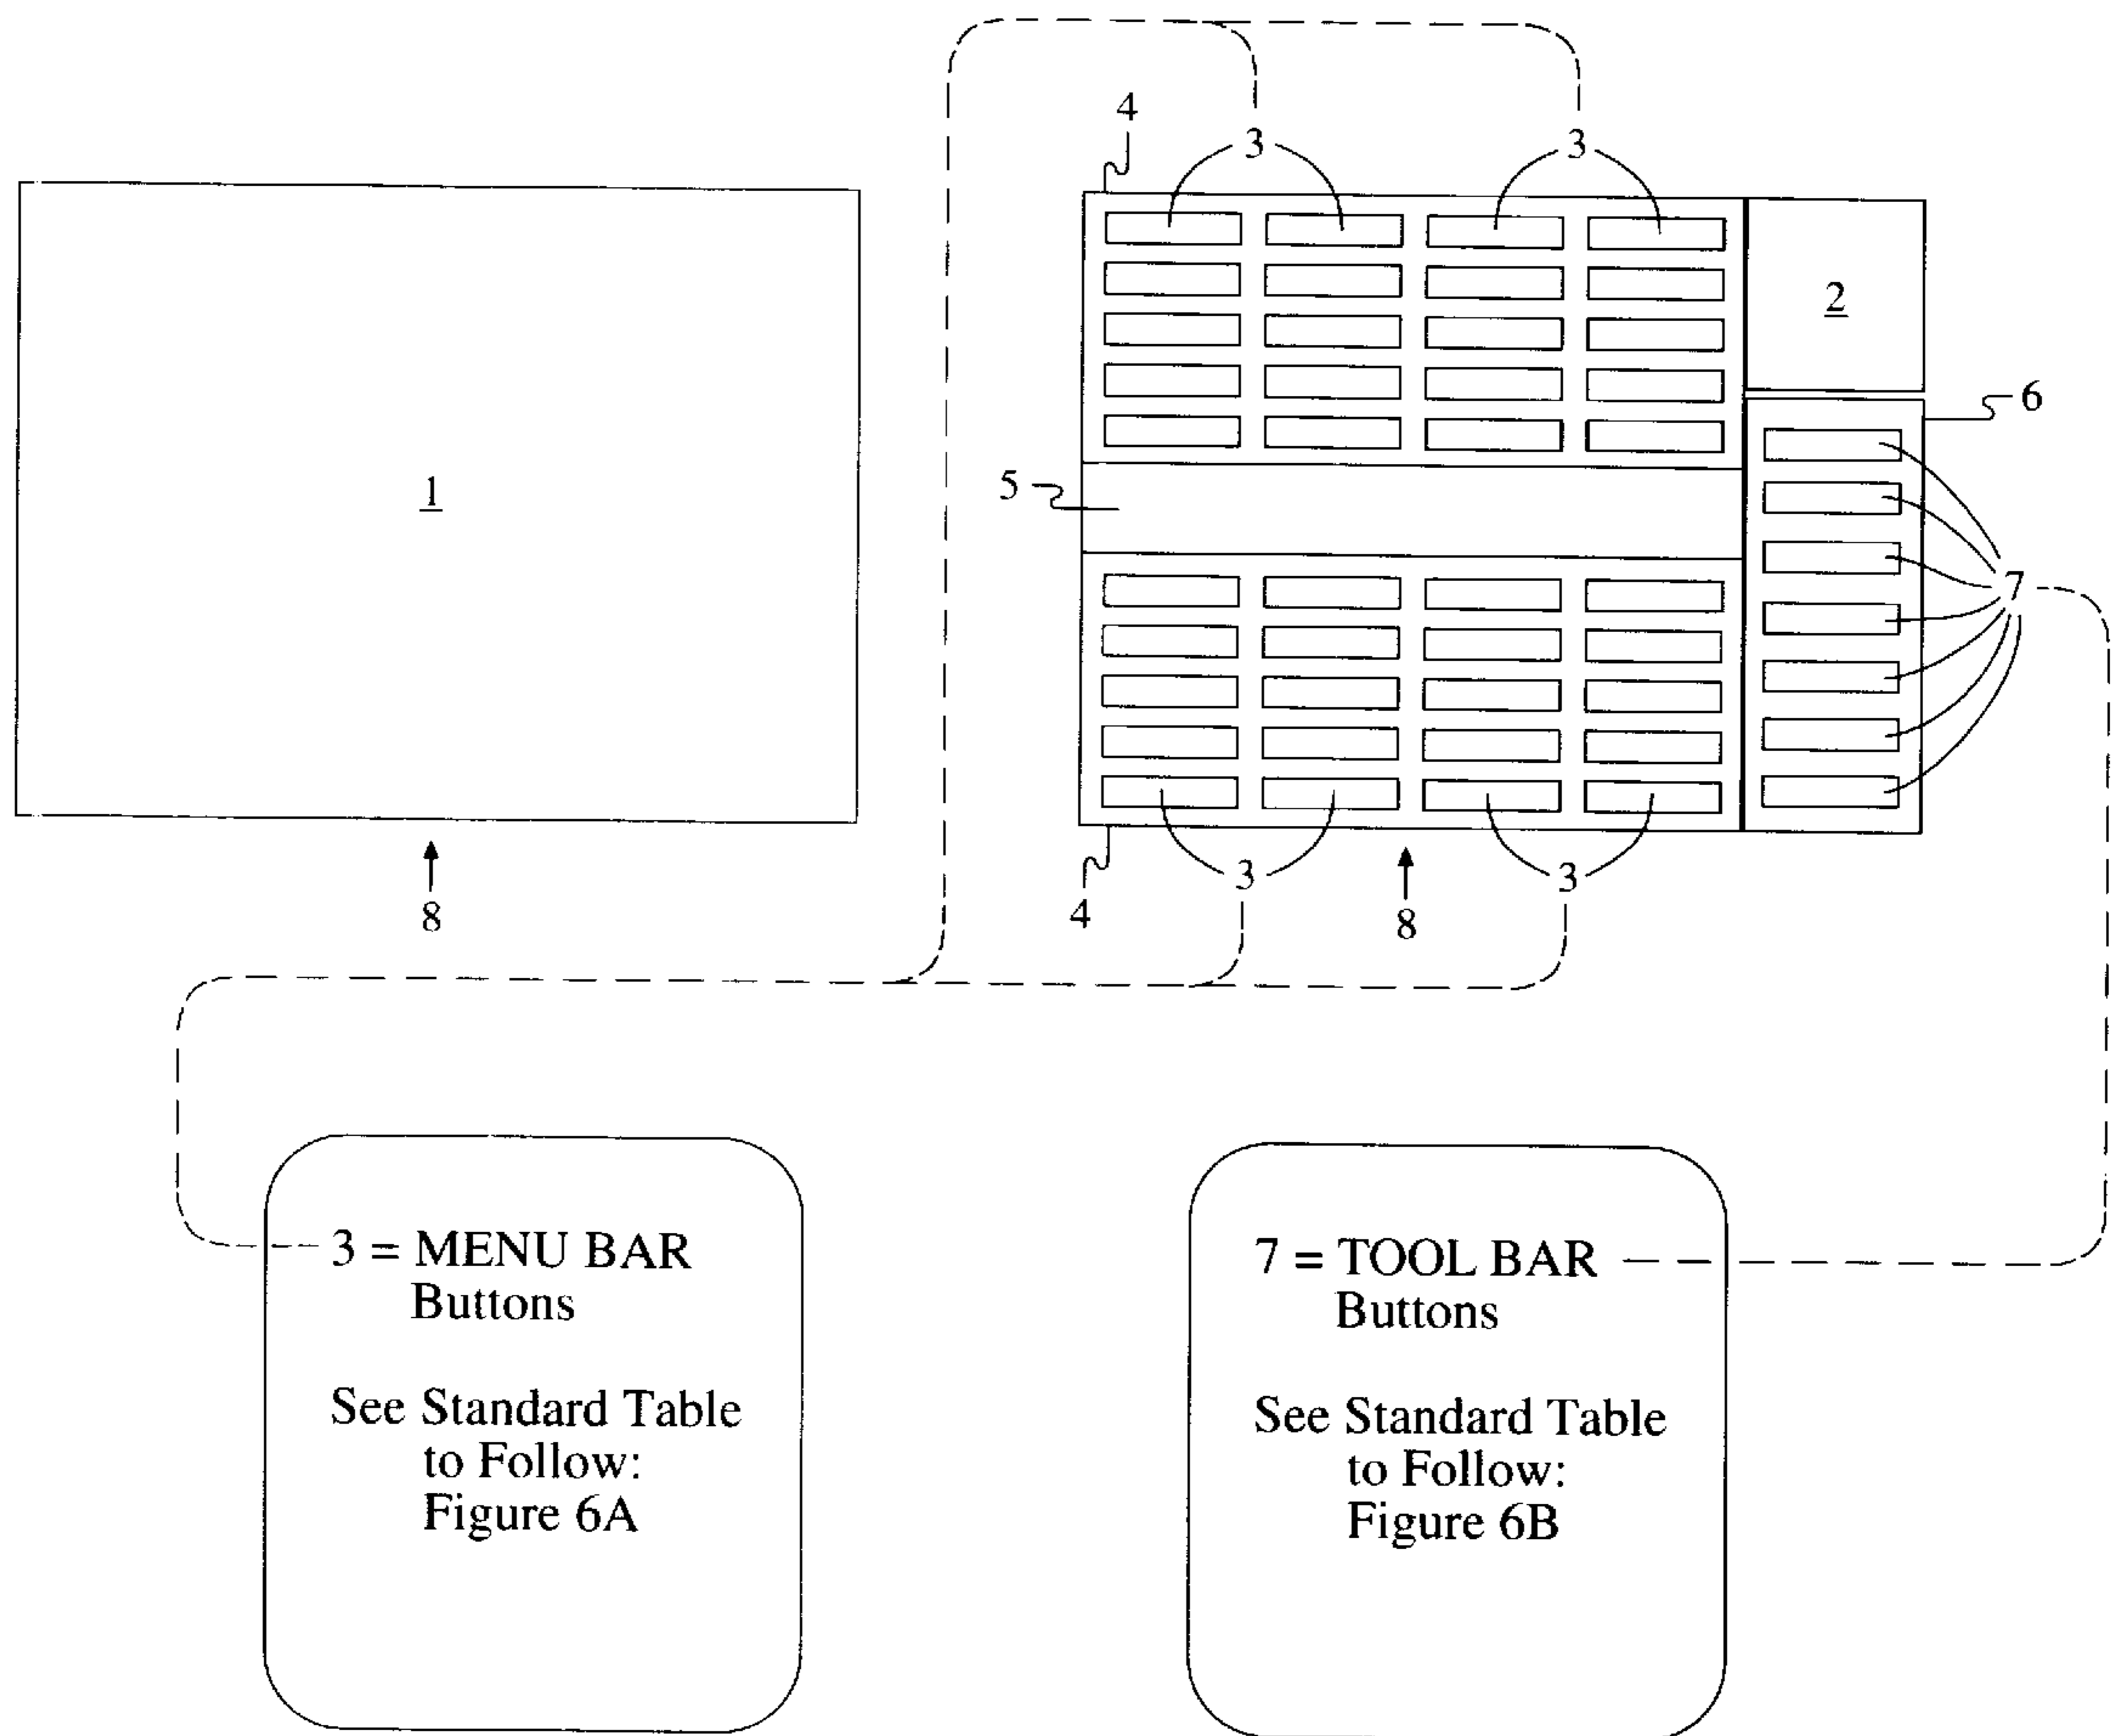 4
3 3
1
2
6
5
7
8
4
3
8
3
3 = MENU BAR
Buttons
See Standard Table
to Follow:
Figure 6A
7 = TOOL BAR
Buttons
See Standard Table
to Follow:
Figure 6B